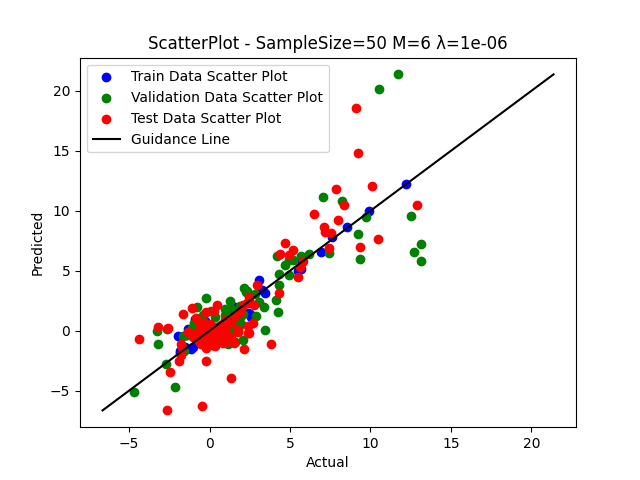 ScatterPlot - SampleSize=50 M=6 λ=1e-06
Train Data Scatter Plot
Validation Data Scatter Plot
Test Data Scatter Plot
Guidance Line
20
15
10
5
0
−5
Predicted
−5
0
5
10
15
20
Actual